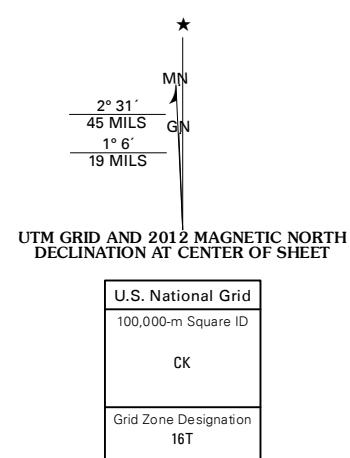 ★
MN
2° 31´
45 MILS
GN
1° 6´
19 MILS
UTM GRID AND 2012 MAGNETIC NORTH
DECLINATION AT CENTER OF SHEET
U.S. National Grid
100,000-m Square ID
CK
Grid Zone Designation
16T